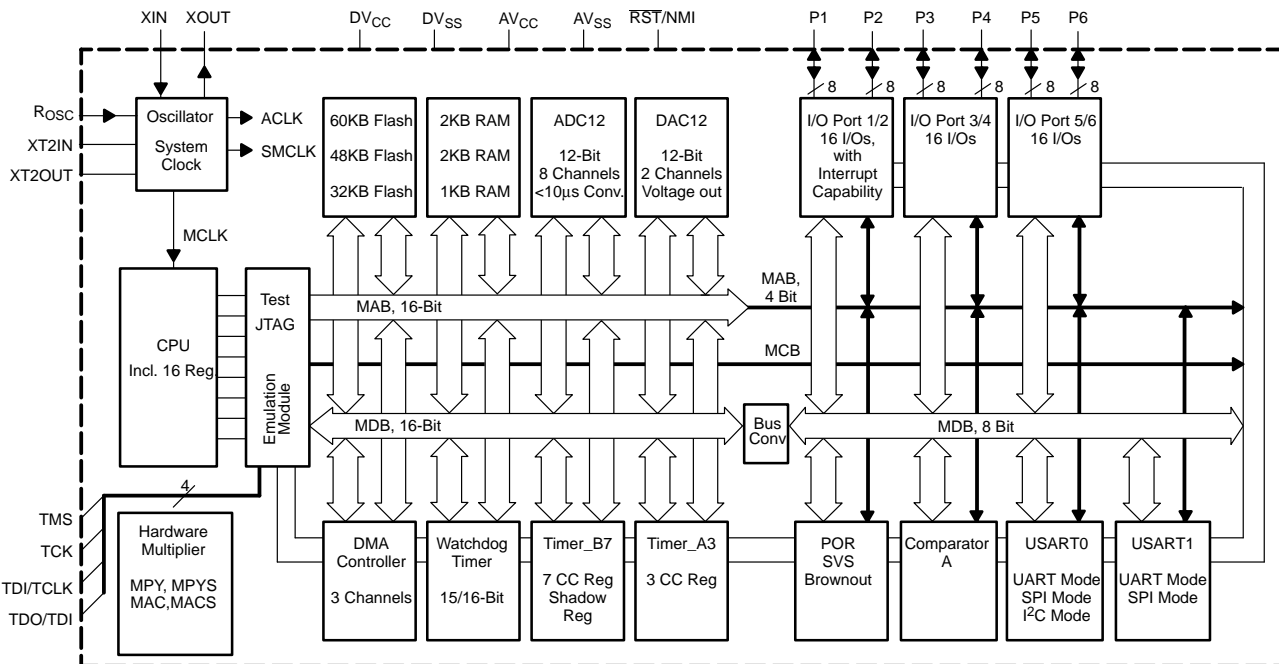 XIN
XOUT
DVCC
DVSS
AVCC
AVSS
RST/NMI
P1
P2
P3
P4
P5
P6
8
8
8
8
8
8
ROSC
XT2IN
XT2OUT
Oscillator
System
Clock
ACLK
SMCLK
MCLK
60KB Flash
48KB Flash
32KB Flash
2KB RAM
2KB RAM
1KB RAM
ADC12
12-Bit
8 Channels
<10μs Conv.
DAC12
12-Bit
2 Channels
Voltage out
I/O Port 1/2
16 I/Os,
with
Interrupt
Capability
I/O Port 3/4
16 I/Os
I/O Port 5/6
16 I/Os
CPU
Incl. 16 Reg.
Test
JTAG
Emulation
Module
MAB, 16-Bit
MAB,
4 Bit
MCB
MDB, 16-Bit
Bus
Conv
MDB, 8 Bit
4
TMS
TCK
TDI/TCLK
TDO/TDI
Hardware
Multiplier
MPY, MPYS
MAC,MACS
DMA
Controller
3 Channels
Watchdog
Timer
15/16-Bit
Timer_B7
7 CC Reg
Shadow
Reg
Timer_A3
3 CC Reg
POR
SVS
Brownout
Comparator
A
USART0
UART Mode
SPI Mode
I²C Mode
USART1
UART Mode
SPI Mode